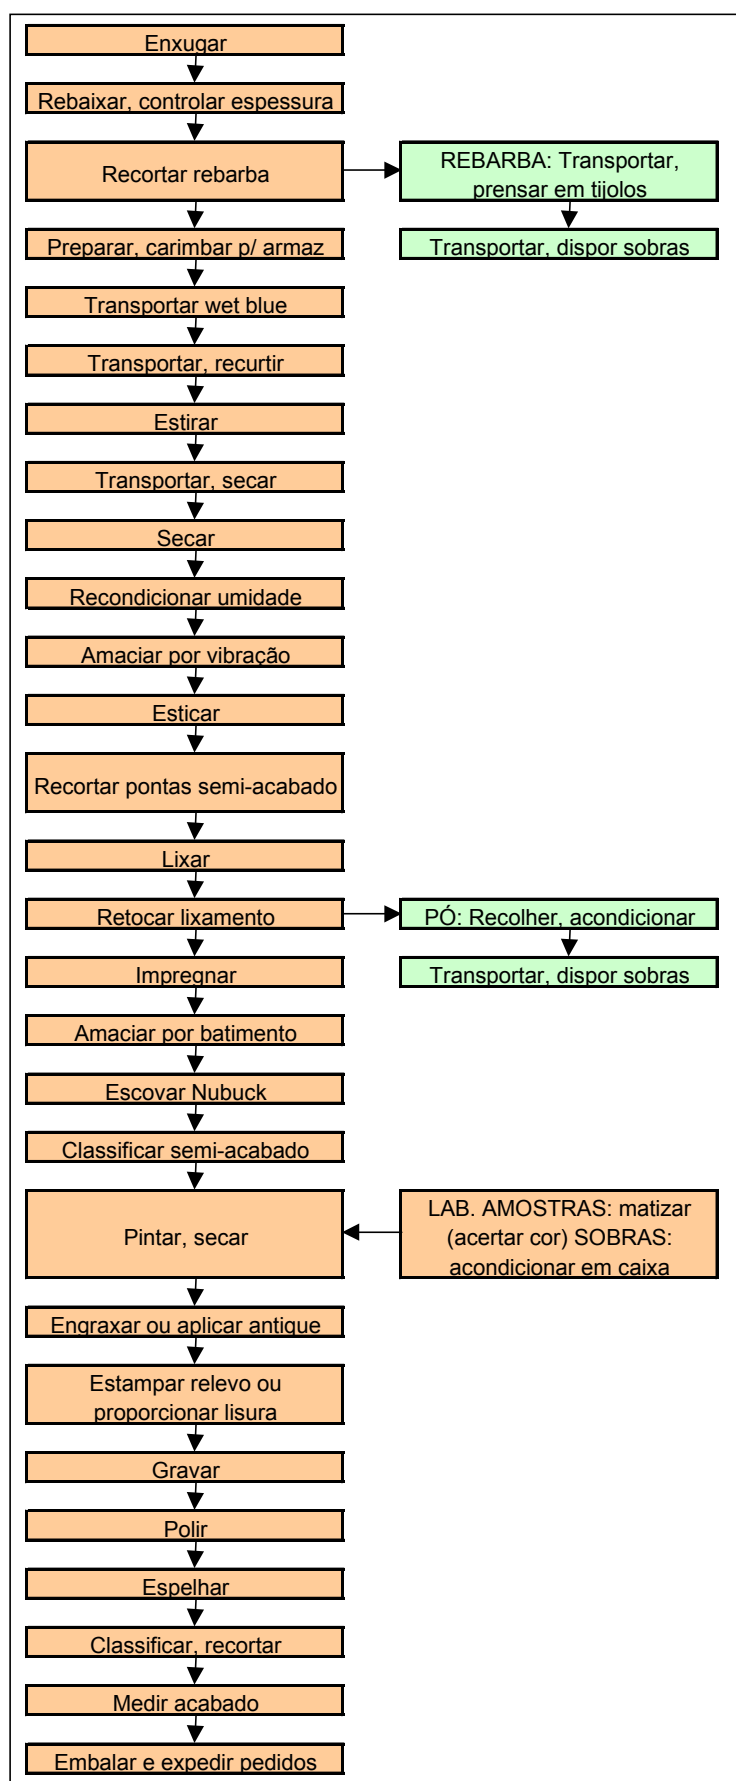 Enxugar
Rebaixar, controlar espessura
Recortar rebarba
REBARBA: Transportar,
prensar em tijolos
Preparar, carimbar p/ armaz
Transportar, dispor sobras
Transportar wet blue
Transportar, recurtir
Estirar
Transportar, secar
Secar
Recondicionar umidade
Amaciar por vibração
Esticar
Recortar pontas semi-acabado
Lixar
Retocar lixamento
PÓ: Recolher, acondicionar
Impregnar
Transportar, dispor sobras
Amaciar por batimento
Escovar Nubuck
Classificar semi-acabado
Pintar, secar
LAB. AMOSTRAS: matizar
(acertar cor) SOBRAS:
acondicionar em caixa
Engraxar ou aplicar antique
Estampar relevo ou
proporcionar lisura
Gravar
Polir
Espelhar
Classificar, recortar
Medir acabado
Embalar e expedir pedidos